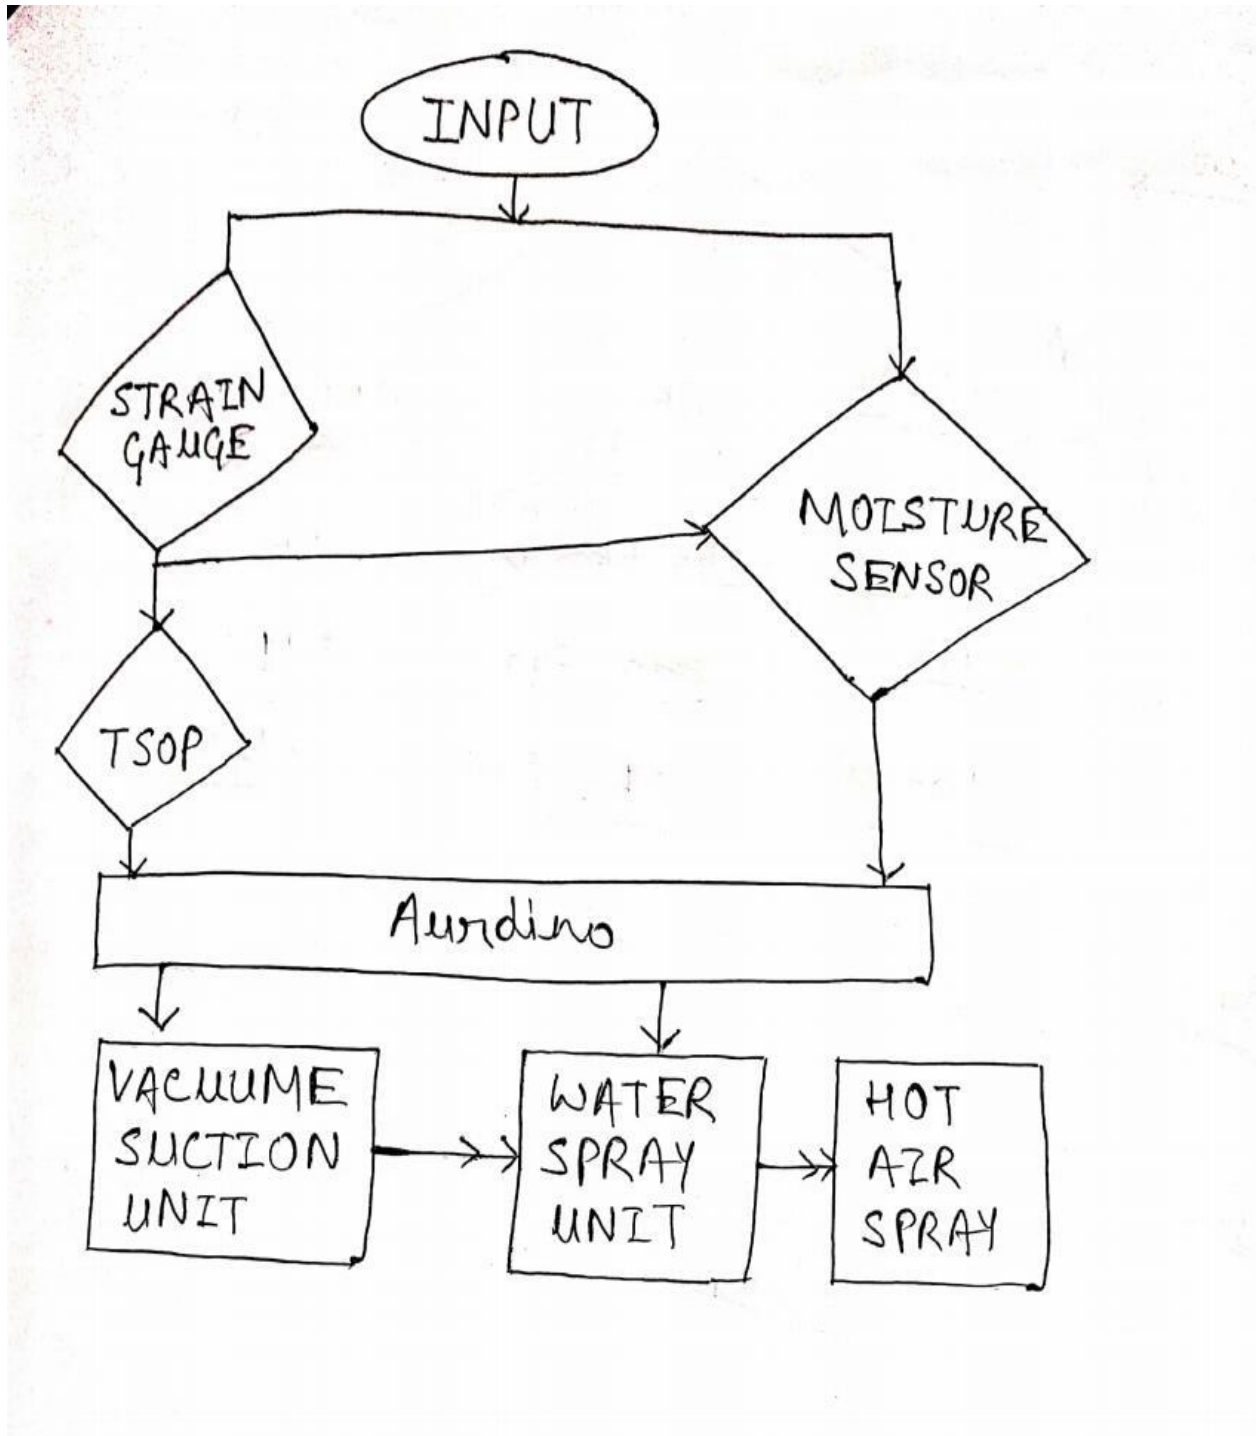 INPUT
STRAIN
GAUGE
MOISTURE
SENSOR
TSOP
Aurdino
VACUUME
SUCTION
UNIT
WATER
SPRAY
UNIT
HOT
AIR
SPRAY